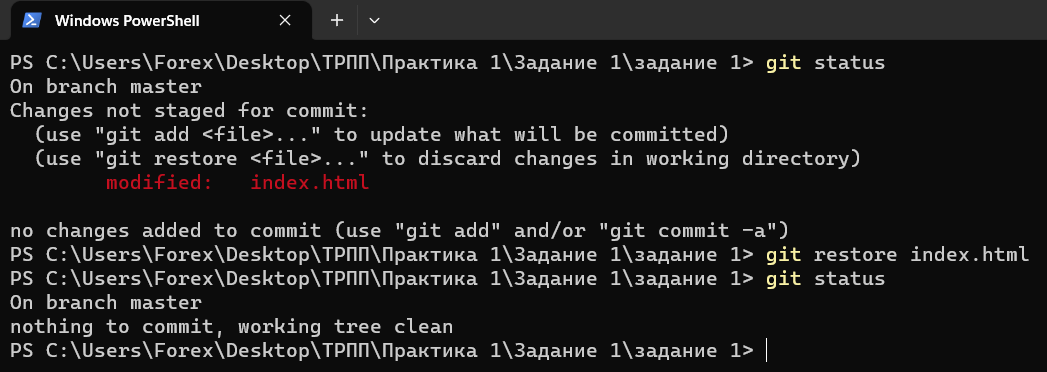 Windows PowerShell
PS C:\Users\Forex\Desktop\ТРПП\Практика 1\Задание 1\задание 1> git status
On branch master
Changes not staged for commit:
  (use "git add <file>..." to update what will be committed)
  (use "git restore <file>..." to discard changes in working directory)
        modified:   index.html
no changes added to commit (use "git add" and/or "git commit -a")
PS C:\Users\Forex\Desktop\ТРПП\Практика 1\Задание 1\задание 1> git restore index.html
PS C:\Users\Forex\Desktop\ТРПП\Практика 1\Задание 1\задание 1> git status
On branch master
nothing to commit, working tree clean
PS C:\Users\Forex\Desktop\ТРПП\Практика 1\Задание 1\задание 1>